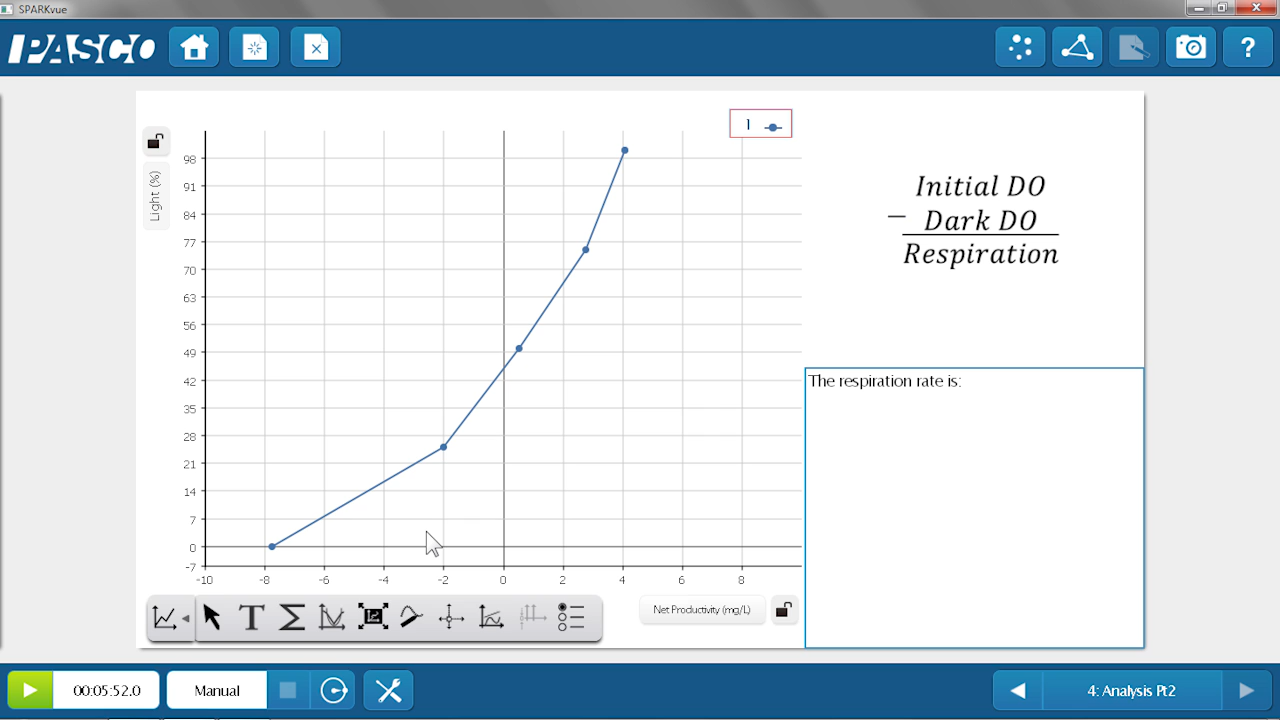 SPARKvue
PASCO
?
1
Light (%)
98
91
84
77
70
63
56
49
42
35
28
21
14
7
0
-7
-10 -8 -6 -4 -2 0 2 4 6 8
Net Productivity (mg/L)
Initial DO
− Dark DO
Respiration
The respiration rate is:
T Σ
00:05:52.0
Manual
4: Analysis Pt2